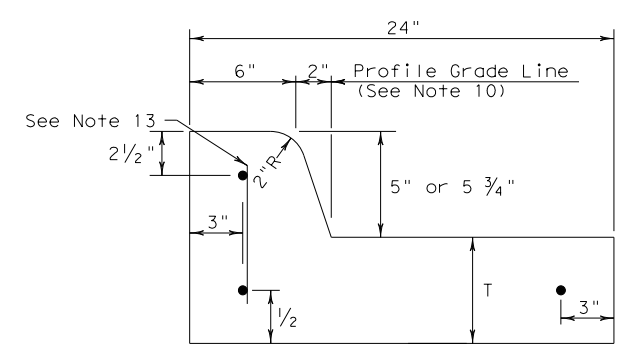 24"
6"
2"
Profile Grade Line
(See Note 10)
See Note 13
2½"
2"R
5" or 5 ¾"
3"
T
½
3"